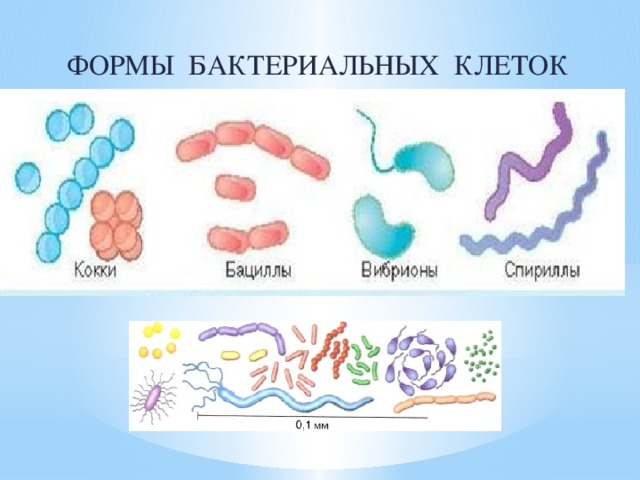 ФОРМЫ БАКТЕРИАЛЬНЫХ КЛЕТОК
Кокки Бациллы Вибрионы Спириллы
0,1 мм